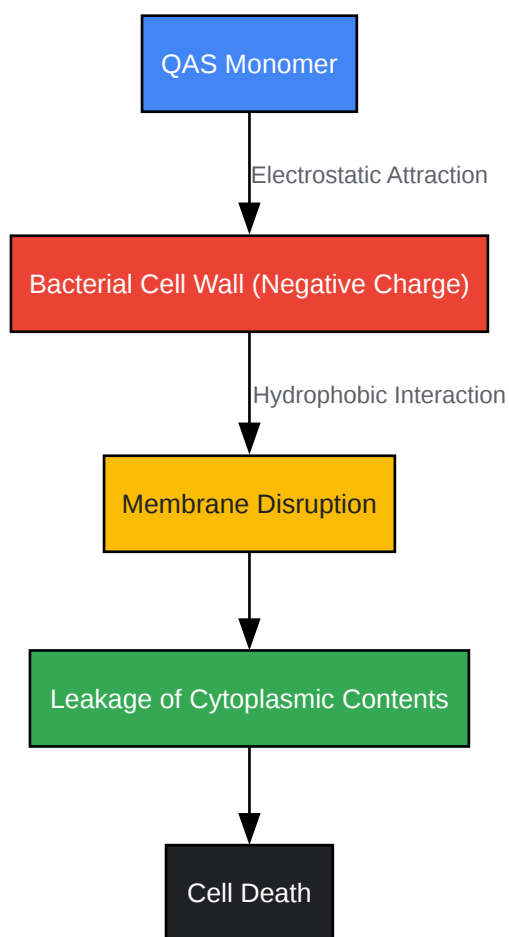 QAS Monomer
Electrostatic Attraction
Bacterial Cell Wall (Negative Charge)
Hydrophobic Interaction
Membrane Disruption
Leakage of Cytoplasmic Contents
Cell Death